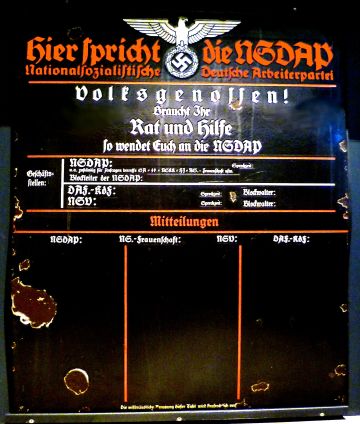 Hier spricht die NSDAP
Nationalsozialistische Deutsche Arbeiterpartei
Volksgenossen!
Braucht Ihr
Rat und Hilfe
so wendet Euch an die NSDAP
Geschäfts-
stellen:
NSDAP: Sprechzeit:
Blockleiter der NSDAP:
DAF.-KdF: Sprechzeit: Blockwalter:
NSV: Sprechzeit: Blockwalter:
Mitteilungen
NSDAP: NS.-Frauenschaft: NSV: DAF.-KdF: